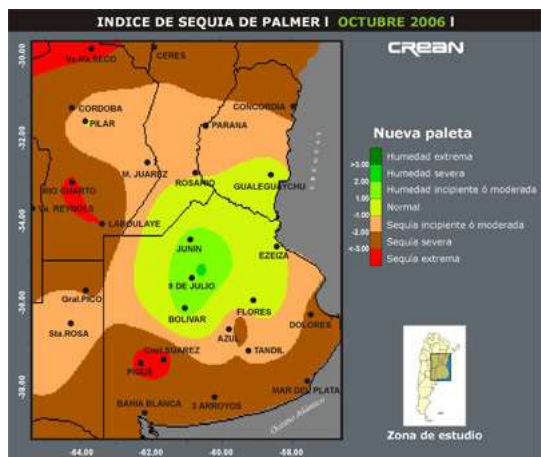 INDICE DE SEQUIA DE PALMER I OCTUBRE 2006 I
CREAN
-30.00
-32.00
-34.00
-36.00
-38.00
-64.00 -62.00 -60.00 -58.00
Va.Ma.SECO
CERES
CORDOBA
PILAR
PARANA
CONCORDIA
M. JUAREZ
ROSARIO
GUALEGUAYCHU
URUGUAY
RIO CUARTO
Va. REYNOLS
LABOULAYE
JUNIN
EZEIZA
9 DE JULIO
Gral.PICO
BOLIVAR
FLORES
DOLORES
Sta.ROSA
AZUL
TANDIL
Cnel.SUAREZ
PIGUE
MAR DEL PLATA
BAHIA BLANCA
3 ARROYOS
Océano Atlántico
Nueva paleta
>3.00
2.00
1.00
-1.00
-2.00
<-3.00
Humedad extrema
Humedad severa
Humedad incipiente ó moderada
Normal
Sequía incipiente ó moderada
Sequía severa
Sequía extrema
Zona de estudio